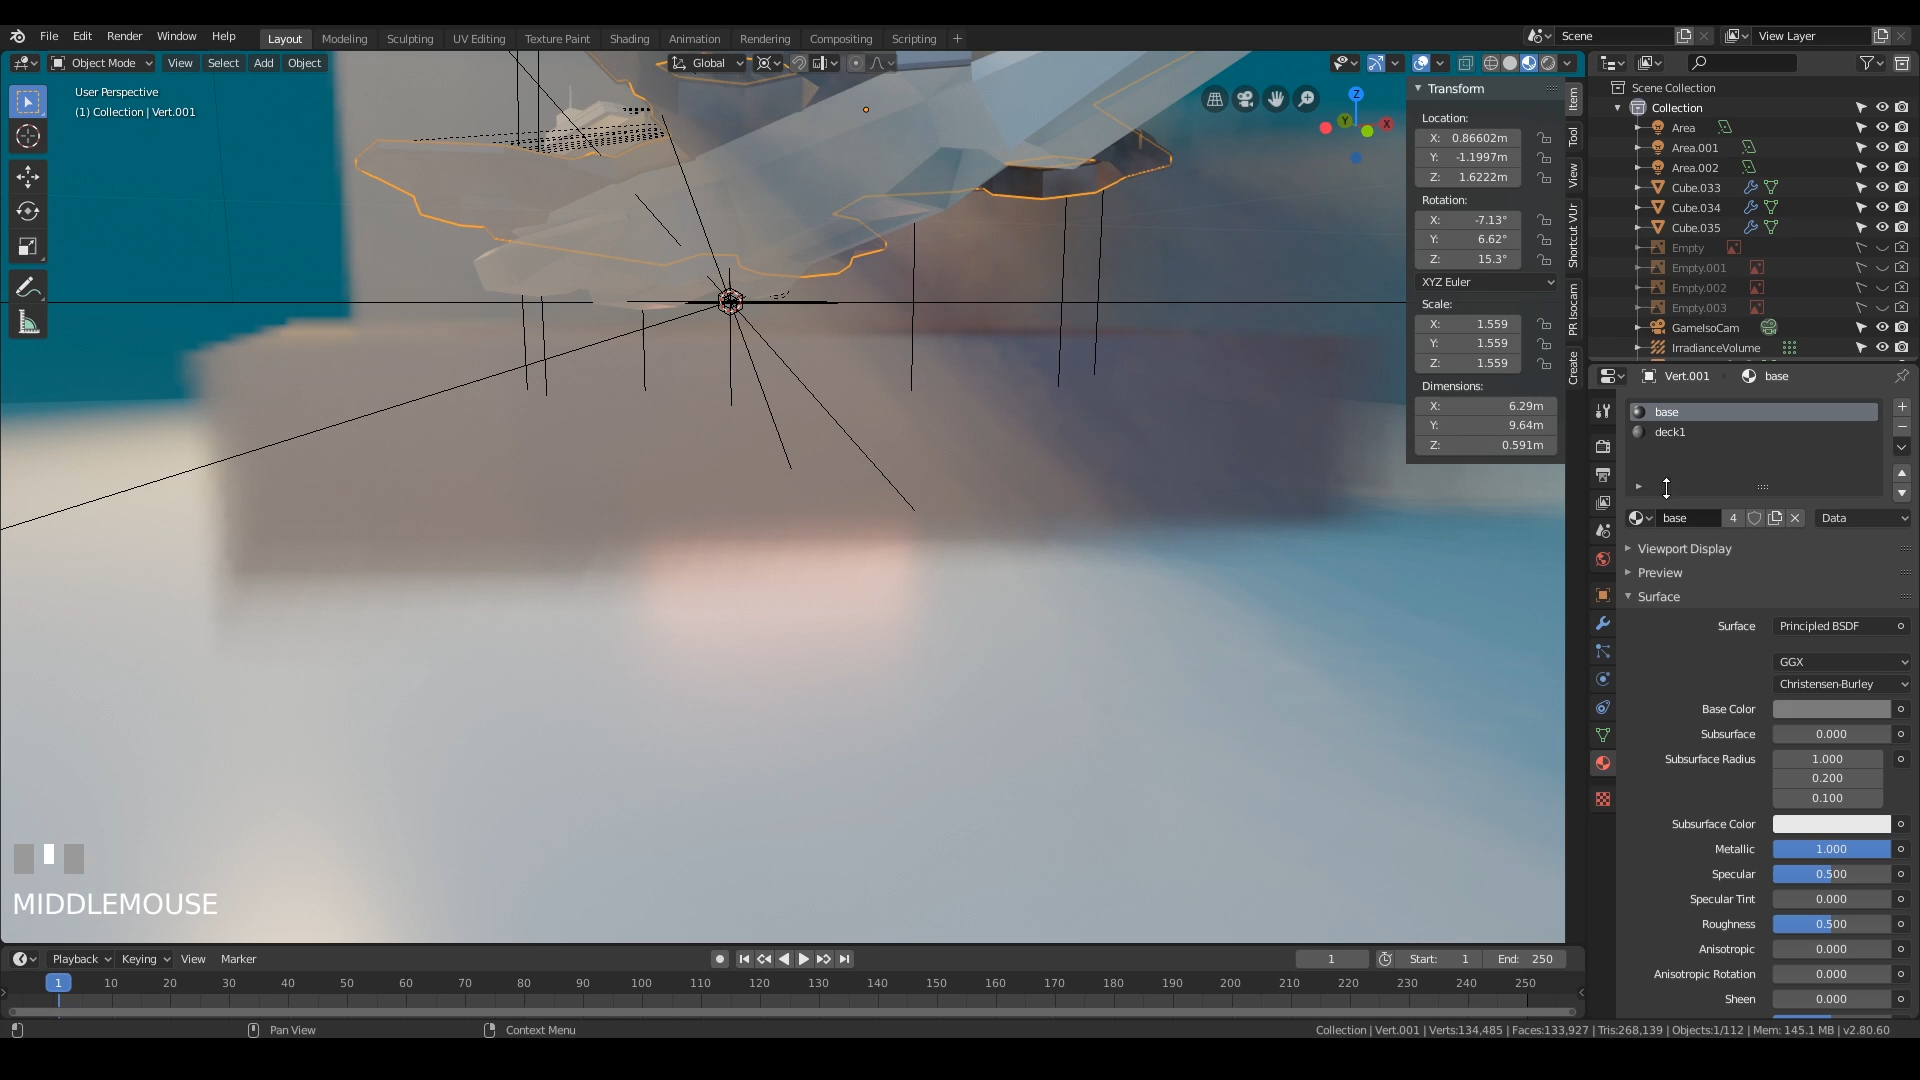 File Edit Render Window Help Layout Modeling Sculpting UV Editing Texture Paint Shading Animation Rendering Compositing Scripting + Scene View Layer
Object Mode View Select Add Object Global
User Perspective
(1) Collection | Vert.001
Z
Y
X
Transform
Location:
X: 0.86602m
Y: -1.1997m
Z: 1.6222m
Rotation:
X: -7.13°
Y: 6.62°
Z: 15.3°
XYZ Euler
Scale:
X: 1.559
Y: 1.559
Z: 1.559
Dimensions:
X: 6.29m
Y: 9.64m
Z: 0.591m
Item
Tool
View
Shortcut VUr
PR Isocam
Create
Scene Collection
Collection
Area
Area.001
Area.002
Cube.033
Cube.034
Cube.035
Empty
Empty.001
Empty.002
Empty.003
GameIsoCam
IrradianceVolume
Vert.001 base
base
deck1
base 4 Data
Viewport Display
Preview
Surface
Surface Principled BSDF
GGX
Christensen-Burley
Base Color
Subsurface 0.000
Subsurface Radius 1.000
0.200
0.100
Subsurface Color
Metallic 1.000
Specular 0.500
Specular Tint 0.000
Roughness 0.500
Anisotropic 0.000
Anisotropic Rotation 0.000
Sheen 0.000
MIDDLEMOUSE
Playback Keying View Marker 1 Start: 1 End: 250
1 10 20 30 40 50 60 70 80 90 100 110 120 130 140 150 160 170 180 190 200 210 220 230 240 250
Pan View Context Menu Collection | Vert.001 | Verts:134,485 | Faces:133,927 | Tris:268,139 | Objects:1/112 | Mem: 145.1 MB | v2.80.60